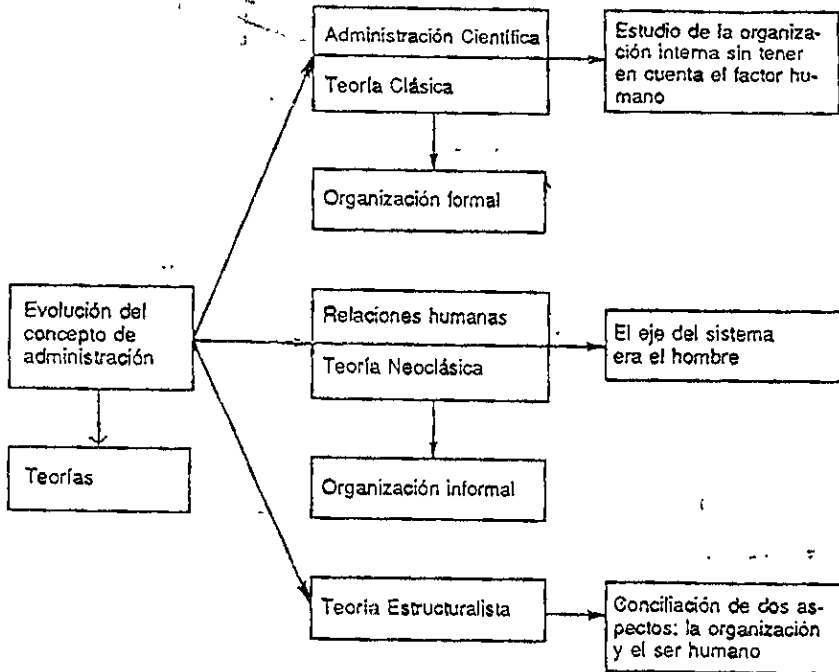 Administración Científica
Teoría Clásica
Estudio de la organiza-
ción interna sin tener
en cuenta el factor hu-
mano
Organización formal
Evolución del
concepto de
administración
Teorías
Relaciones humanas
Teoría Neoclásica
El eje del sistema
era el hombre
Organización informal
Teoría Estructuralista
Conciliación de dos as-
pectos: la organización
y el ser humano